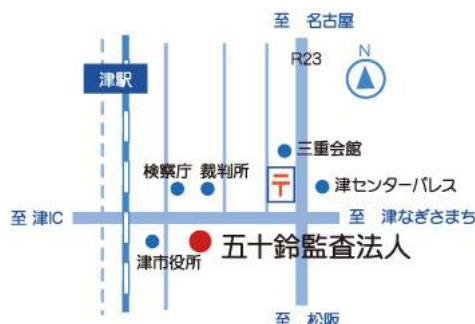 至　名古屋
R23
N
津駅
三重会館
検察庁 裁判所
〒
津センターパレス
至 津IC
至　津なぎさまち
五十鈴監査法人
津市役所
至　松阪